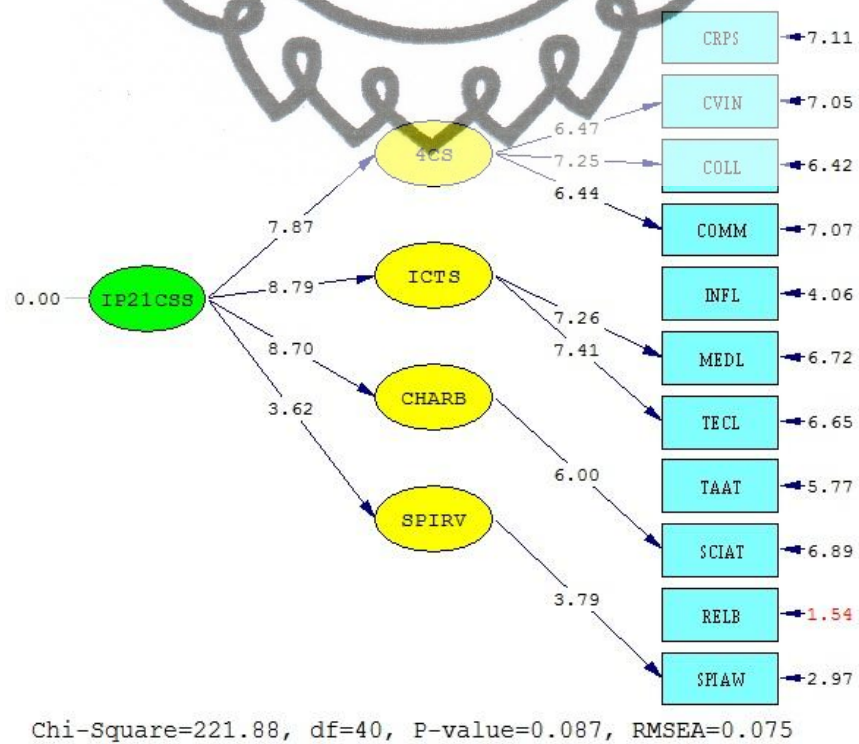 CRPS
7.11
CVIN
7.05
6.47
4CS
7.25
COLL
6.42
6.44
COMM
7.07
7.87
ICTS
INFL
4.06
0.00
IP21CSS
8.79
7.26
MEDL
6.72
7.41
8.70
CHARB
TECL
6.65
3.62
6.00
TAAT
5.77
SPIRV
SCIAT
6.89
3.79
RELB
1.54
SPIAW
2.97
Chi-Square=221.88, df=40, P-value=0.087, RMSEA=0.075